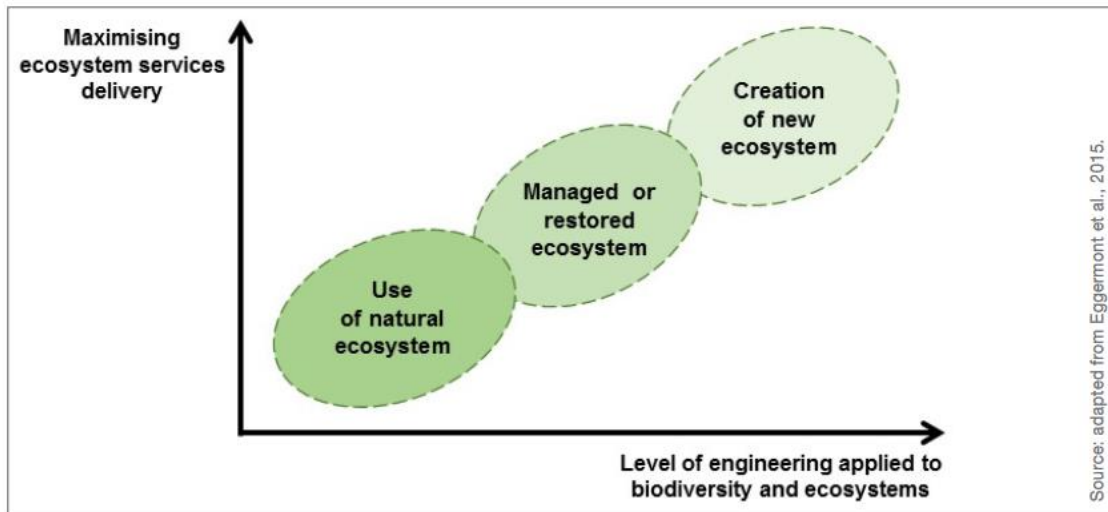 Maximising
ecosystem services
delivery
Creation
of new
ecosystem
Managed or
restored
ecosystem
Use
of natural
ecosystem
Level of engineering applied to
biodiversity and ecosystems
Source: adapted from Eggermont et al., 2015.